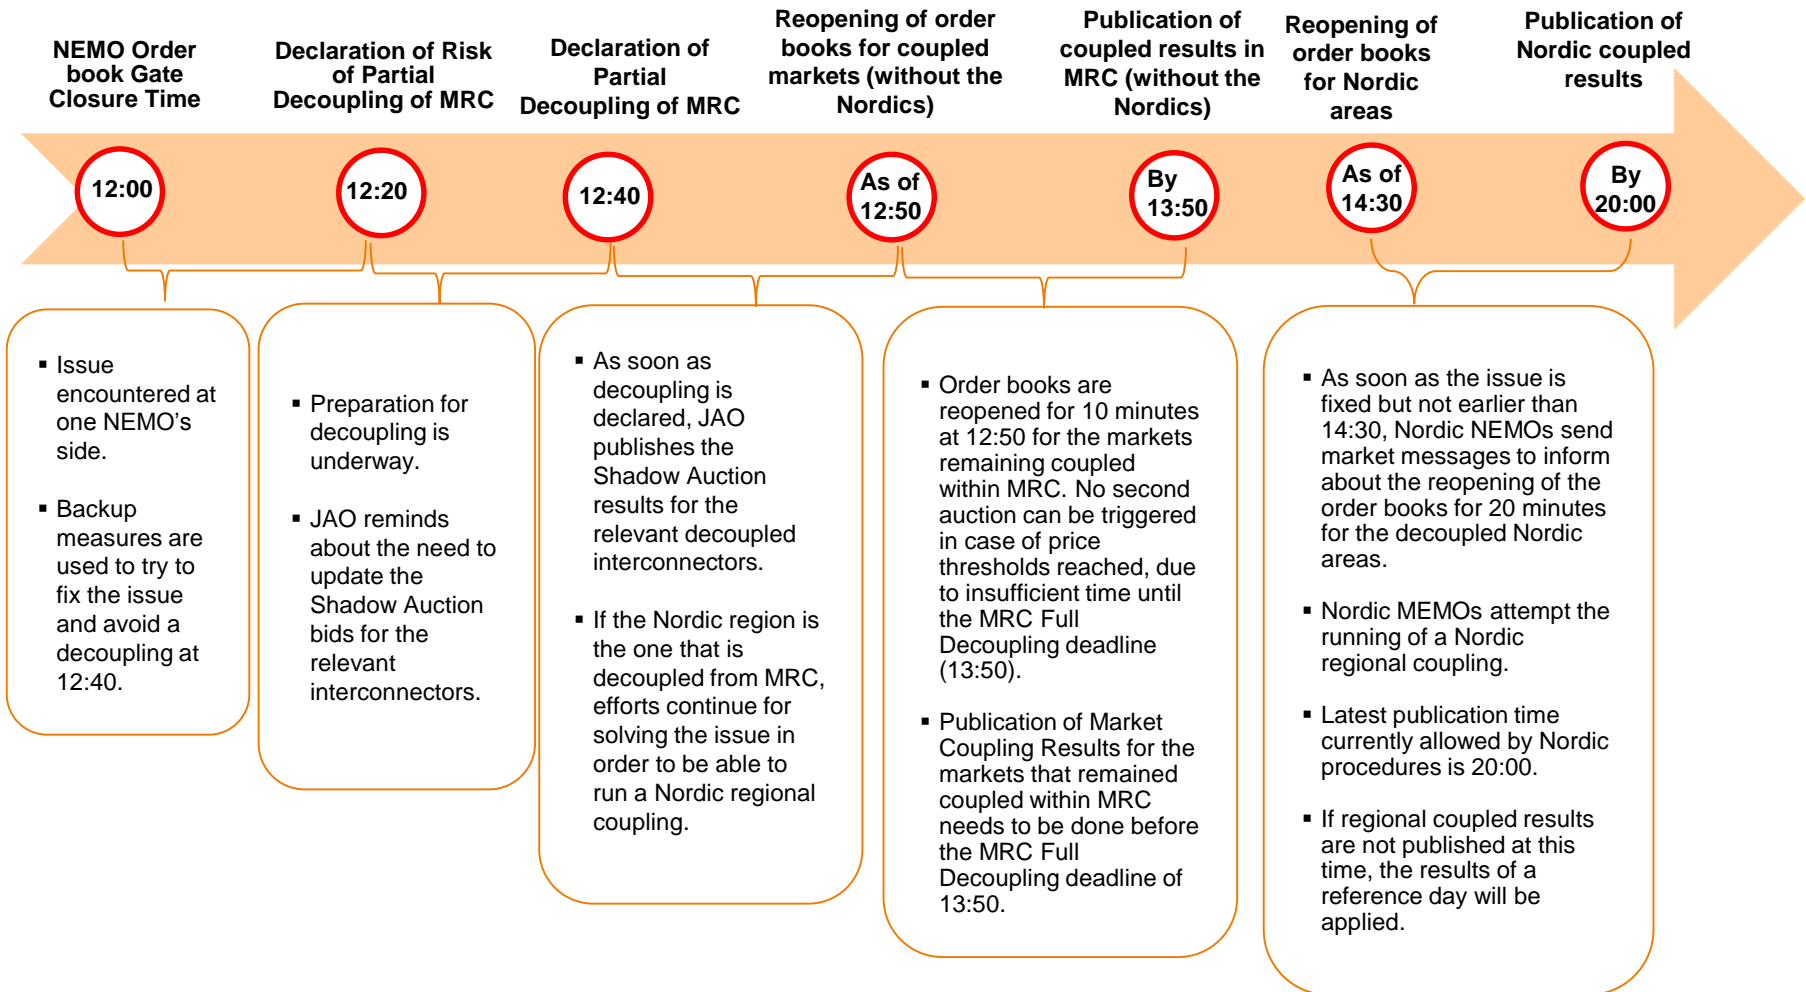 NEMO Order
book Gate
Closure Time
Declaration of Risk
of Partial
Decoupling of MRC
Declaration of
Partial
Decoupling of MRC
Reopening of order
books for coupled
markets (without the
Nordics)
Publication of
coupled results in
MRC (without the
Nordics)
Reopening of
order books
for Nordic
areas
Publication of
Nordic coupled
results
12:00
12:20
12:40
As of
12:50
By
13:50
As of
14:30
By
20:00
▪ Issue
encountered at
one NEMO’s
side.
▪ Backup
measures are
used to try to
fix the issue
and avoid a
decoupling at
12:40.
▪ Preparation for
decoupling is
underway.
▪ JAO reminds
about the need to
update the
Shadow Auction
bids for the
relevant
interconnectors.
▪ As soon as
decoupling is
declared, JAO
publishes the
Shadow Auction
results for the
relevant decoupled
interconnectors.
▪ If the Nordic region is
the one that is
decoupled from MRC,
efforts continue for
solving the issue in
order to be able to
run a Nordic regional
coupling.
▪ Order books are
reopened for 10 minutes
at 12:50 for the markets
remaining coupled
within MRC. No second
auction can be triggered
in case of price
thresholds reached, due
to insufficient time until
the MRC Full
Decoupling deadline
(13:50).
▪ Publication of Market
Coupling Results for the
markets that remained
coupled within MRC
needs to be done before
the MRC Full
Decoupling deadline of
13:50.
▪ As soon as the issue is
fixed but not earlier than
14:30, Nordic NEMOs send
market messages to inform
about the reopening of the
order books for 20 minutes
for the decoupled Nordic
areas.
▪ Nordic MEMOs attempt the
running of a Nordic
regional coupling.
▪ Latest publication time
currently allowed by Nordic
procedures is 20:00.
▪ If regional coupled results
are not published at this
time, the results of a
reference day will be
applied.